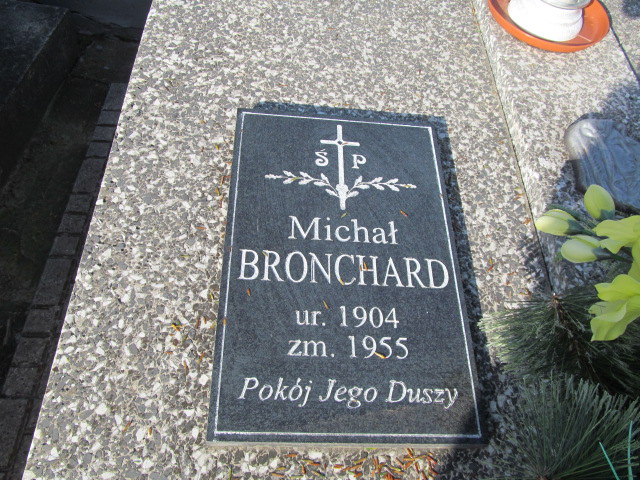 Ś P
Michał
BRONCHARD
ur. 1904
zm. 1955
Pokój Jego Duszy